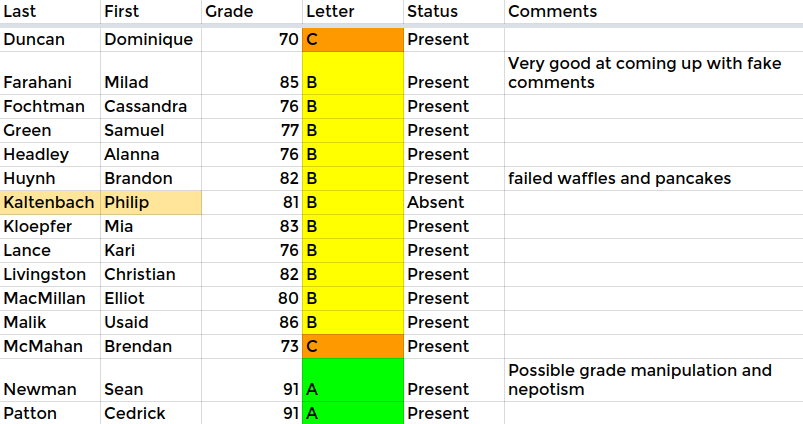 Last First Grade Letter Status Comments
Duncan Dominique 70 C Present
Farahani Milad 85 B Present Very good at coming up with fake
comments
Fochtman Cassandra 76 B Present
Green Samuel 77 B Present
Headley Alanna 76 B Present
Huynh Brandon 82 B Present failed waffles and pancakes
Kaltenbach Philip 81 B Absent
Kloepfer Mia 83 B Present
Lance Kari 76 B Present
Livingston Christian 82 B Present
MacMillan Elliot 80 B Present
Malik Usaid 86 B Present
McMahan Brendan 73 C Present
Newman Sean 91 A Present Possible grade manipulation and
nepotism
Patton Cedrick 91 A Present